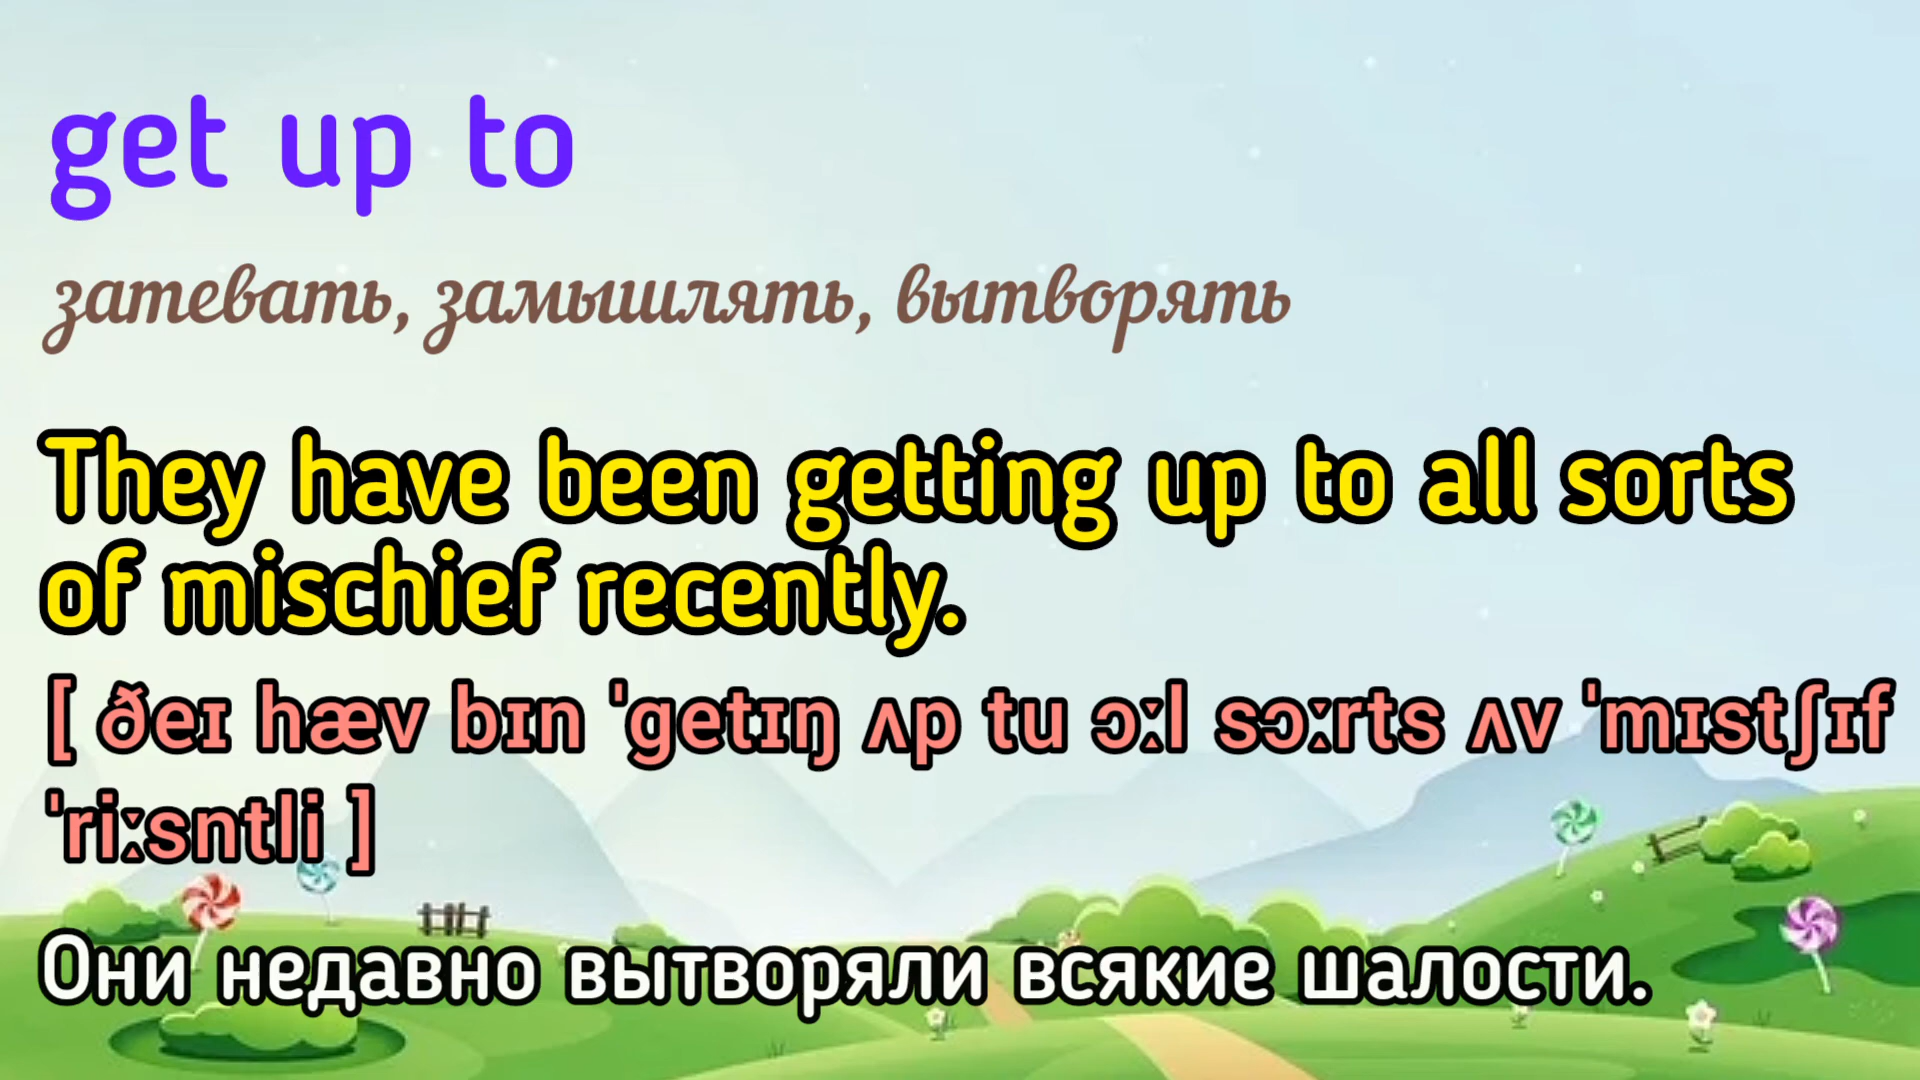 get up to
затевать, замышлять, вытворять
They have been getting up to all sorts
of mischief recently.
[ ðeɪ hæv bɪn ˈgetɪŋ ʌp tu ɔːl sɔːrts ʌv ˈmɪstʃɪf
ˈriːsntli ]
Они недавно вытворяли всякие шалости.